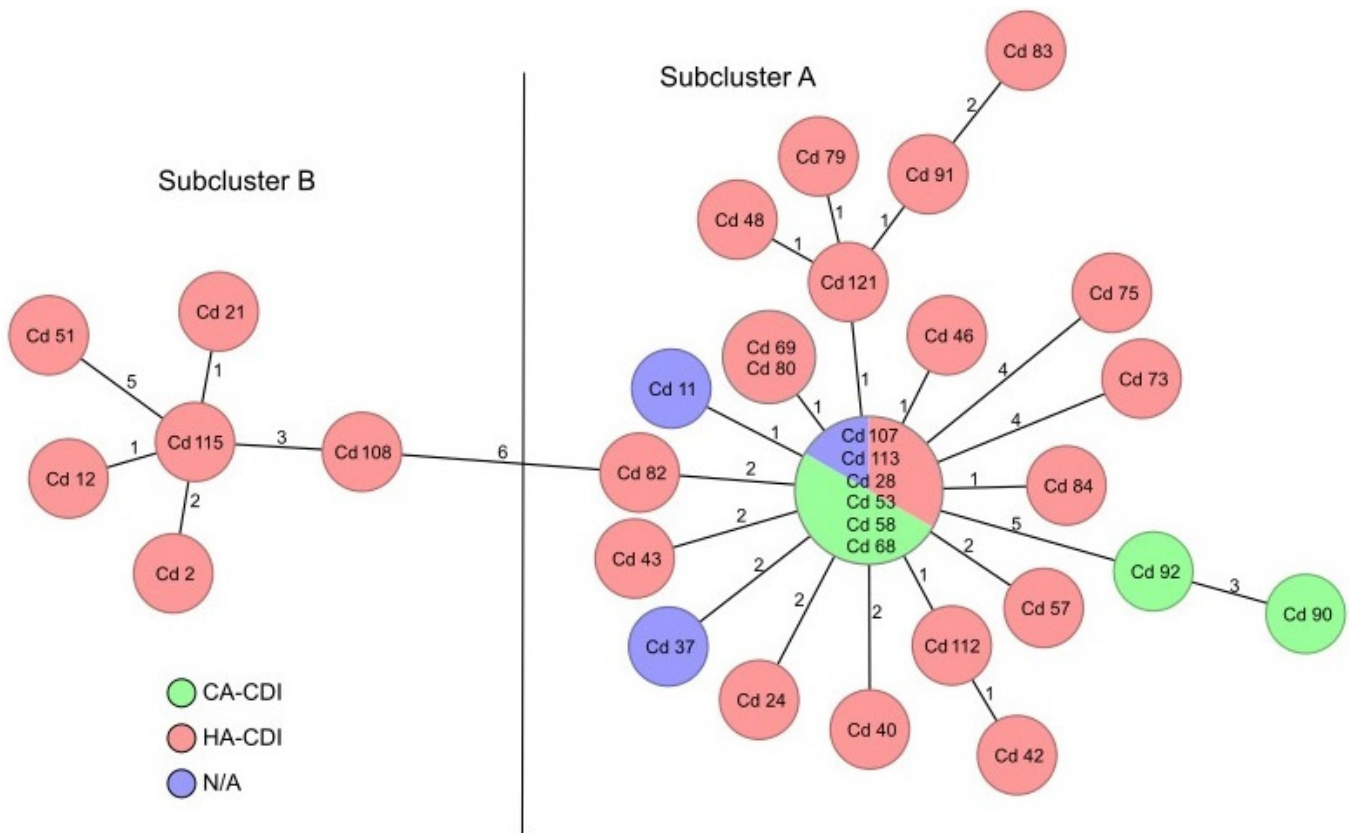 Subcluster A
Subcluster B
Cd 83
2
Cd 79
Cd 91
1
1
Cd 48
1
Cd 121
Cd 21
Cd 51
5
1
Cd 115
1
Cd 12
2
Cd 2
3
Cd 108
6
Cd 75
4
Cd 46
1
1
Cd 69
Cd 80
1
Cd 11
1
Cd 73
4
Cd 107
Cd 113
Cd 28
Cd 53
Cd 58
Cd 68
Cd 82
2
1
Cd 84
Cd 43
2
5
Cd 92
3
Cd 90
2
Cd 57
2
Cd 37
2
Cd 24
2
Cd 40
1
Cd 112
1
Cd 42
CA-CDI
HA-CDI
N/A